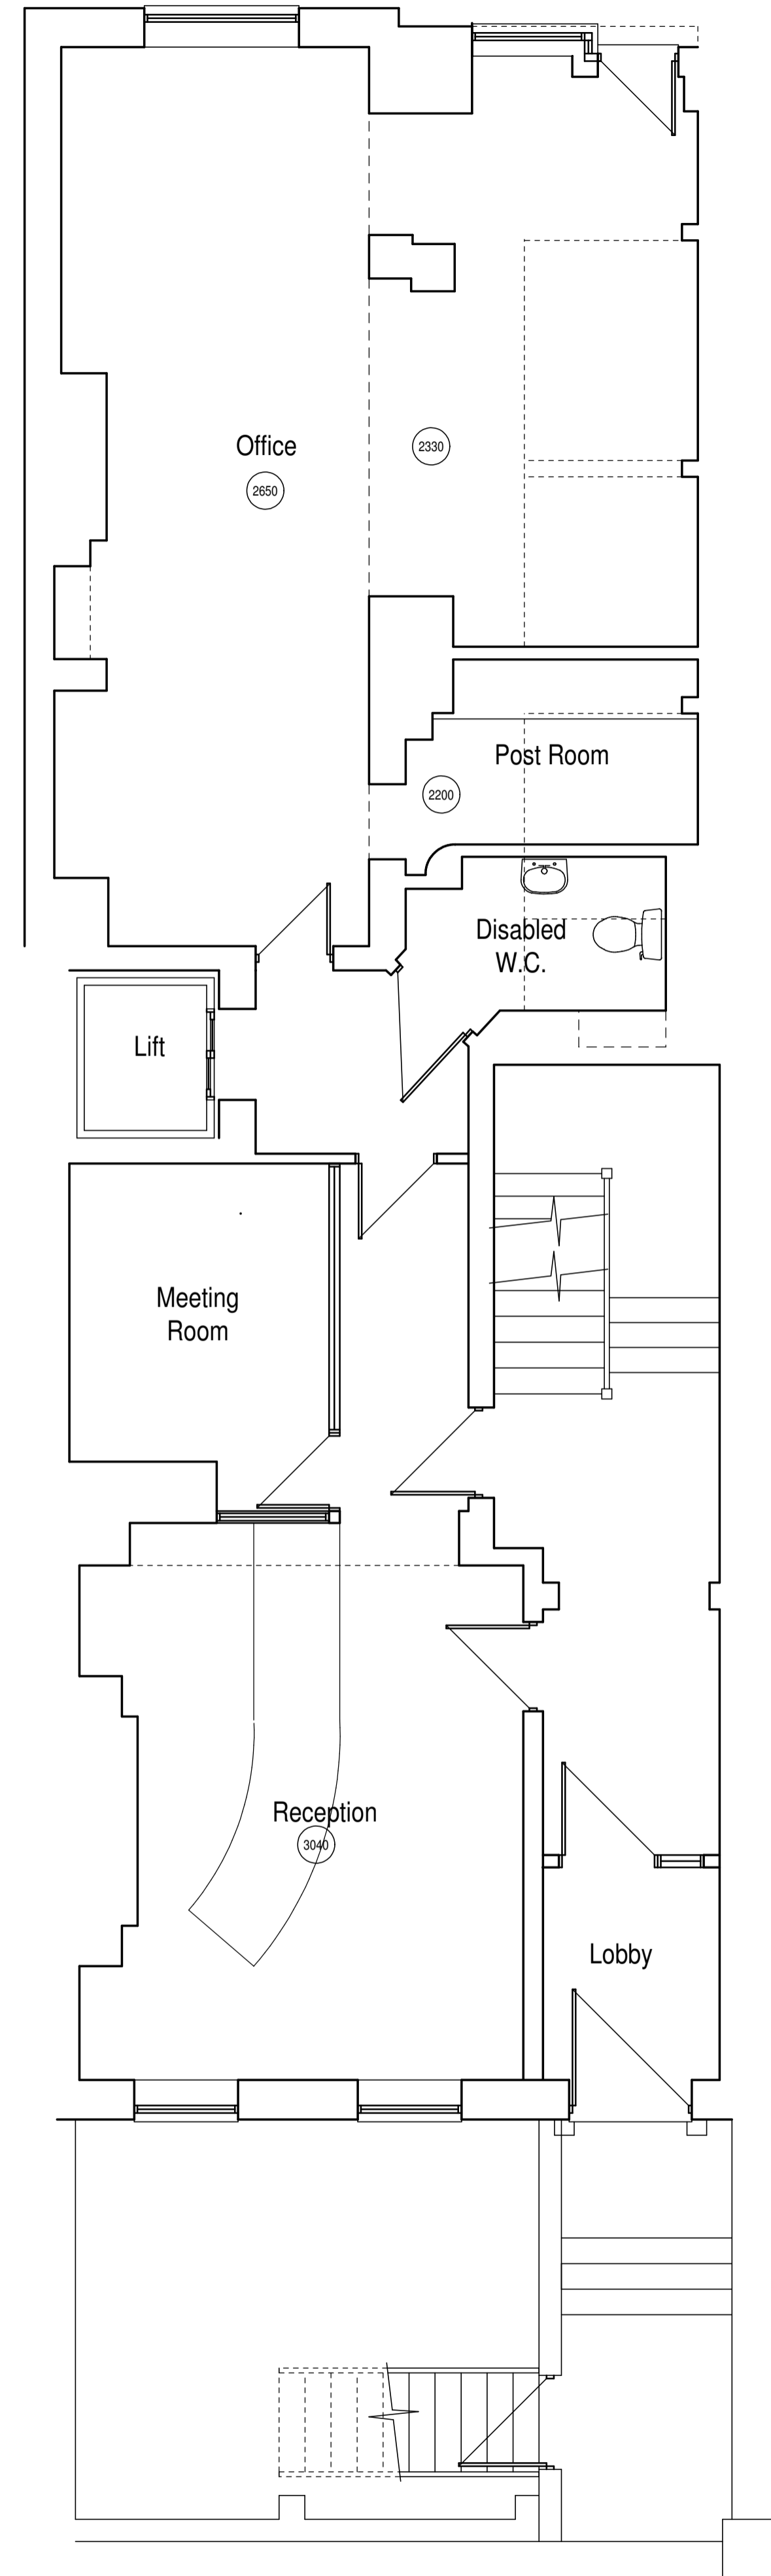 Office
2330
2650
Post Room
2200
Disabled
W.C.
Lift
Meeting
Room
Reception
3040
Lobby